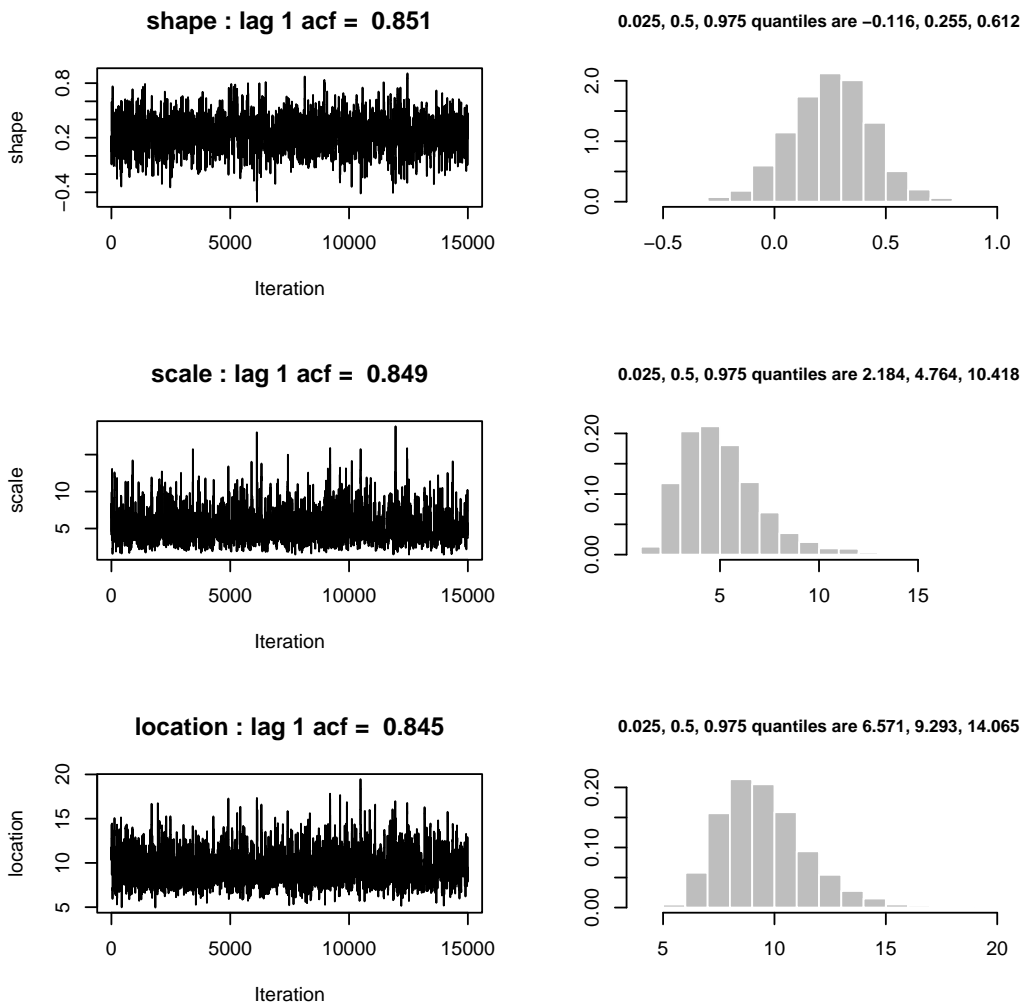 shape : lag 1 acf = 0.851
0.025, 0.5, 0.975 quantiles are −0.116, 0.255, 0.612
shape
−0.4 0.2 0.8
0 5000 10000 15000
Iteration
0.0 1.0 2.0
−0.5 0.0 0.5 1.0
scale : lag 1 acf = 0.849
0.025, 0.5, 0.975 quantiles are 2.184, 4.764, 10.418
scale
5 10
0 5000 10000 15000
Iteration
0.00 0.10 0.20
5 10 15
location : lag 1 acf = 0.845
0.025, 0.5, 0.975 quantiles are 6.571, 9.293, 14.065
location
5 10 15 20
0 5000 10000 15000
Iteration
0.00 0.10 0.20
5 10 15 20